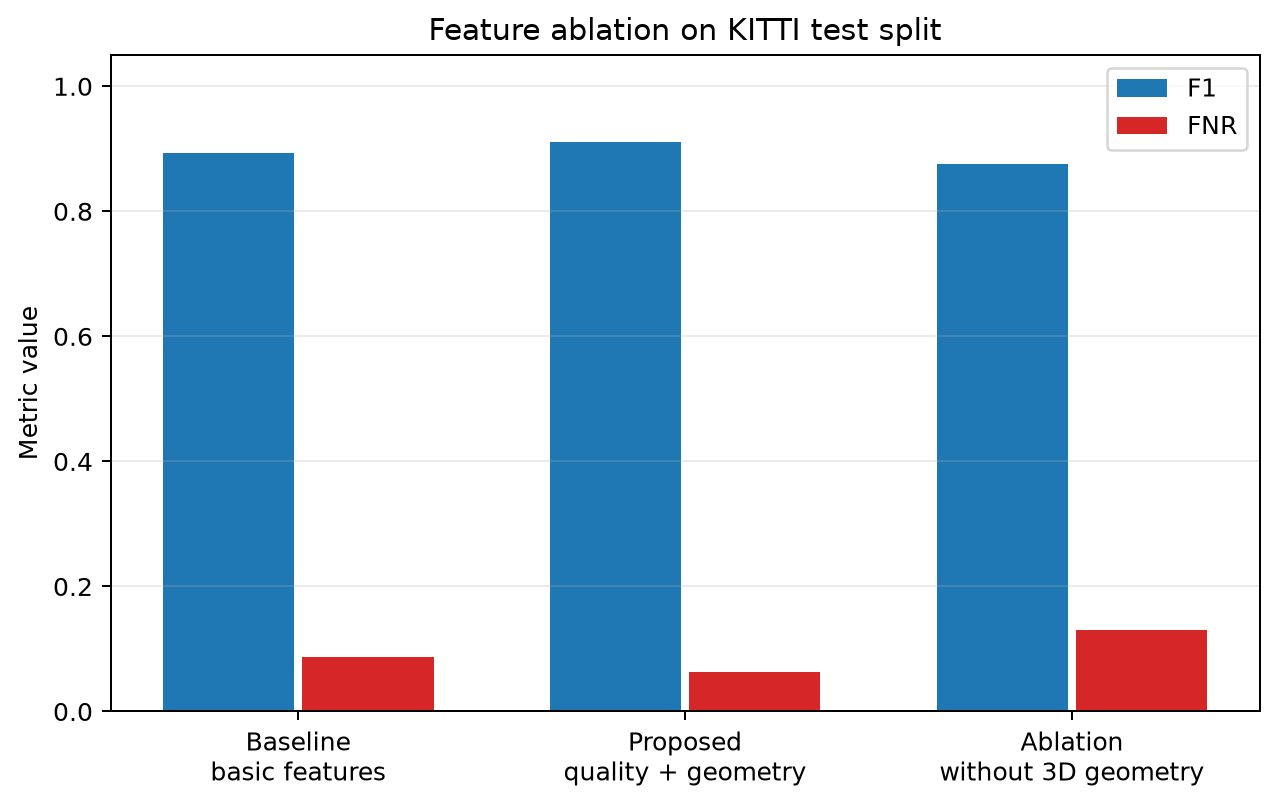 Feature ablation on KITTI test split
F1
FNR
Metric value
1.0
0.8
0.6
0.4
0.2
0.0
Baseline
basic features
Proposed
quality + geometry
Ablation
without 3D geometry